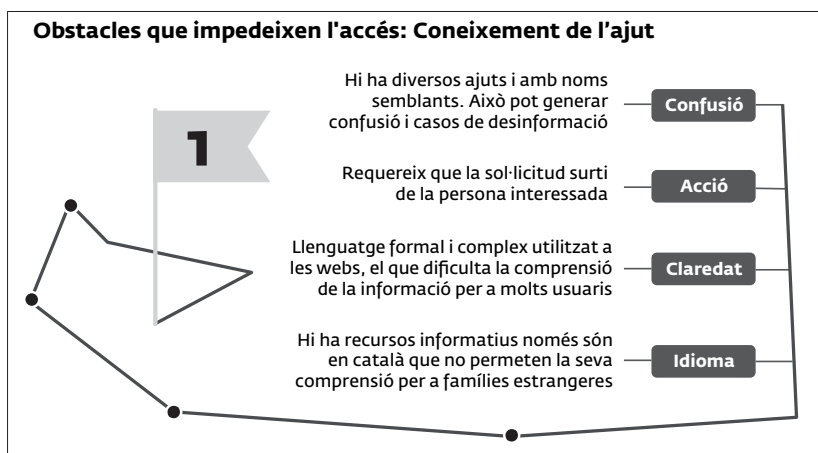 Obstacles que impedeixen l'accés: Coneixement de l’ajut
1
Hi ha diversos ajuts i amb noms
semblants. Això pot generar
confusió i casos de desinformació
Confusió
Requereix que la sol·licitud surti
de la persona interessada
Acció
Llenguatge formal i complex utilitzat a
les webs, el que dificulta la comprensió
de la informació per a molts usuaris
Claredat
Hi ha recursos informatius només són
en català que no permeten la seva
comprensió per a famílies estrangeres
Idioma